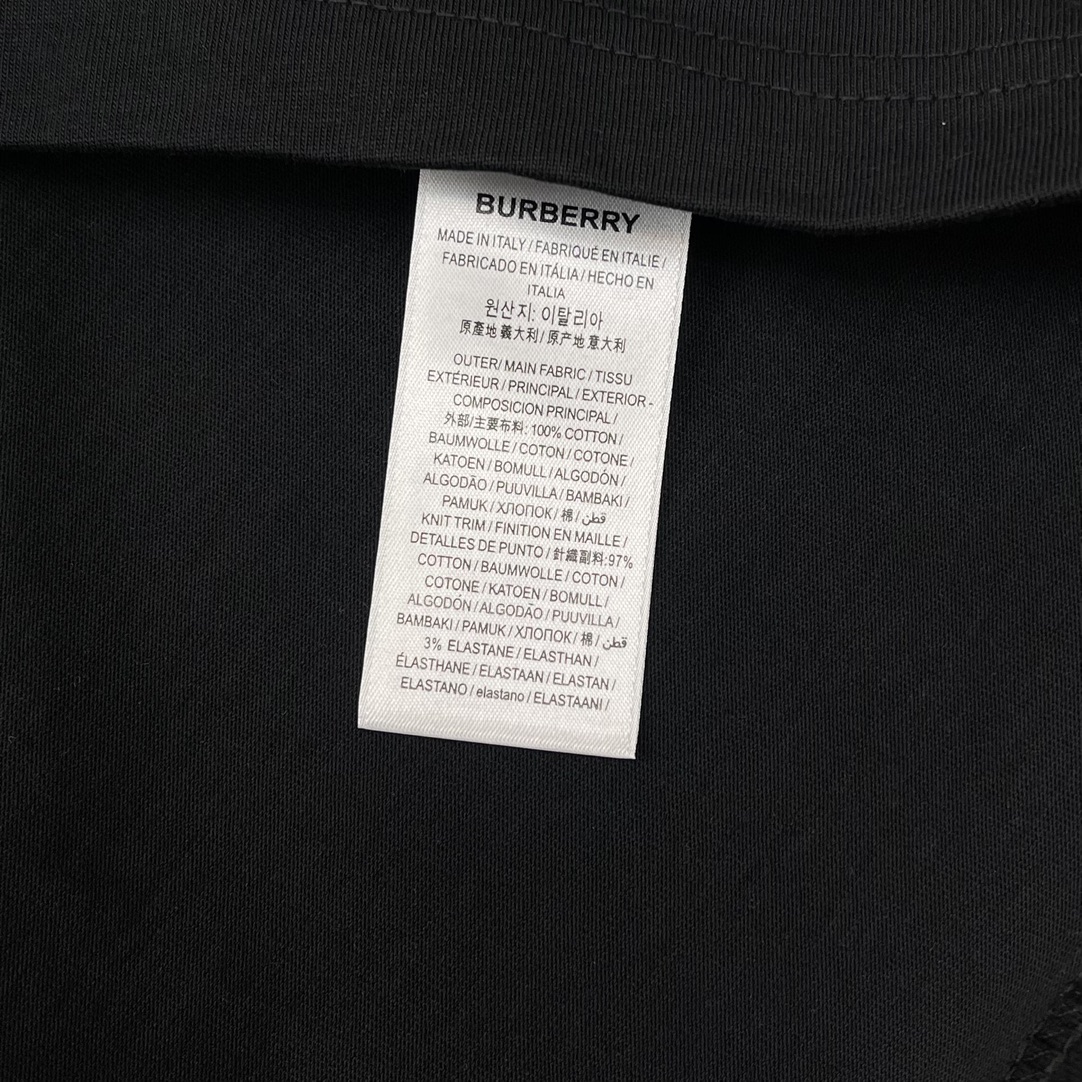 BURBERRY
MADE IN ITALY / FABRIQUÉ EN ITALIE /
FABRICADO EN ITÁLIA / HECHO EN
ITALIA
원산지: 이탈리아
原產地 義大利 / 原产地 意大利
OUTER/ MAIN FABRIC / TISSU
EXTÉRIEUR / PRINCIPAL / EXTERIOR -
COMPOSICION PRINCIPAL /
外部/主要布料: 100% COTTON /
BAUMWOLLE / COTON / COTONE /
KATOEN / BOMULL / ALGODÓN /
ALGODÃO / PUUVILLA / BAMBAKI /
PAMUK / ХЛОПОК / 棉 / قطن
KNIT TRIM / FINITION EN MAILLE /
DETALLES DE PUNTO / 針織副料:97%
COTTON / BAUMWOLLE / COTON /
COTONE / KATOEN / BOMULL /
ALGODÓN / ALGODÃO / PUUVILLA /
BAMBAKI / PAMUK / ХЛОПОК / 棉 / قطن
3% ELASTANE / ELASTHAN /
ÉLASTHANE / ELASTAAN / ELASTAN /
ELASTANO / elastano / ELASTAANI /